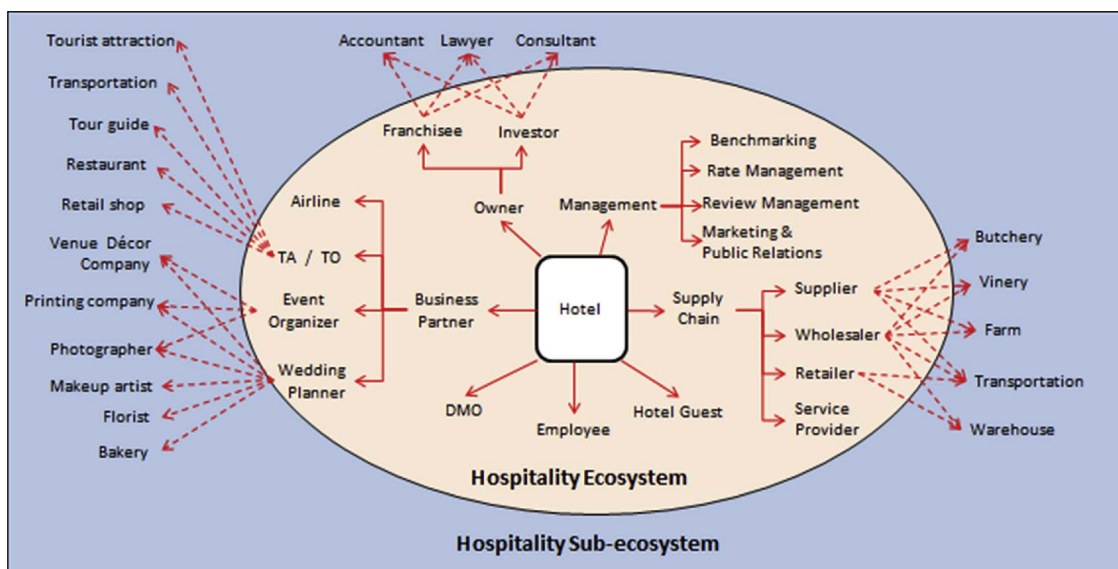 Tourist attraction
Accountant
Lawyer
Consultant
Transportation
Tour guide
Restaurant
Retail shop
Venue Décor
Company
Printing company
Photographer
Makeup artist
Florist
Bakery
Franchisee
Investor
Owner
Management
Benchmarking
Rate Management
Review Management
Marketing &
Public Relations
Airline
TA / TO
Event
Organizer
Wedding
Planner
Business
Partner
Hotel
Supply
Chain
Supplier
Wholesaler
Retailer
Service
Provider
Butchery
Vinery
Farm
Transportation
Warehouse
DMO
Employee
Hotel Guest
Hospitality Ecosystem
Hospitality Sub-ecosystem